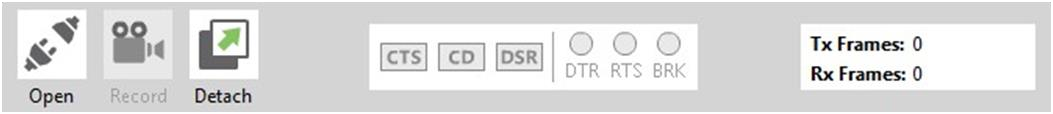 Open Record Detach
CTS CD DSR
DTR RTS BRK
Tx Frames: 0
Rx Frames: 0